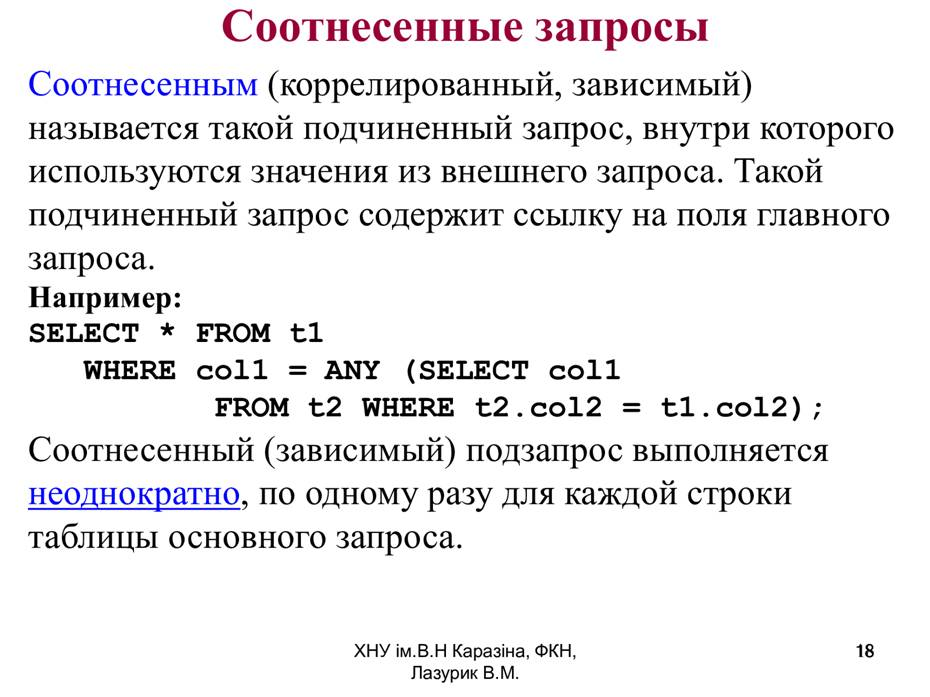 Соотнесенные запросы
Соотнесенным (коррелированный, зависимый)
называется такой подчиненный запрос, внутри которого
используются значения из внешнего запроса. Такой
подчиненный запрос содержит ссылку на поля главного
запроса.
Например:
SELECT * FROM t1
WHERE col1 = ANY (SELECT col1
FROM t2 WHERE t2.col2 = t1.col2);
Соотнесенный (зависимый) подзапрос выполняется
неоднократно, по одному разу для каждой строки
таблицы основного запроса.
ХНУ ім.В.Н Каразіна, ФКН,
Лазурик В.М.
18